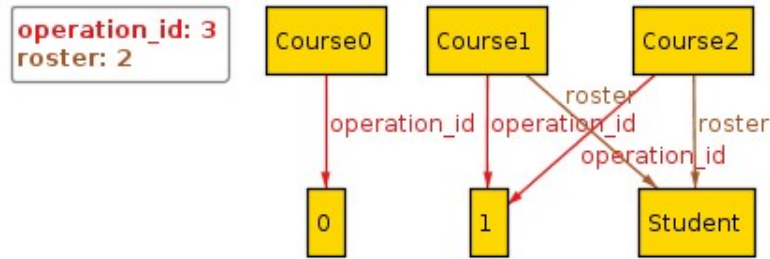 operation_id: 3
roster: 2
Course0
Course1
Course2
roster
operation_id
operation_id
roster
operation_id
0
1
Student